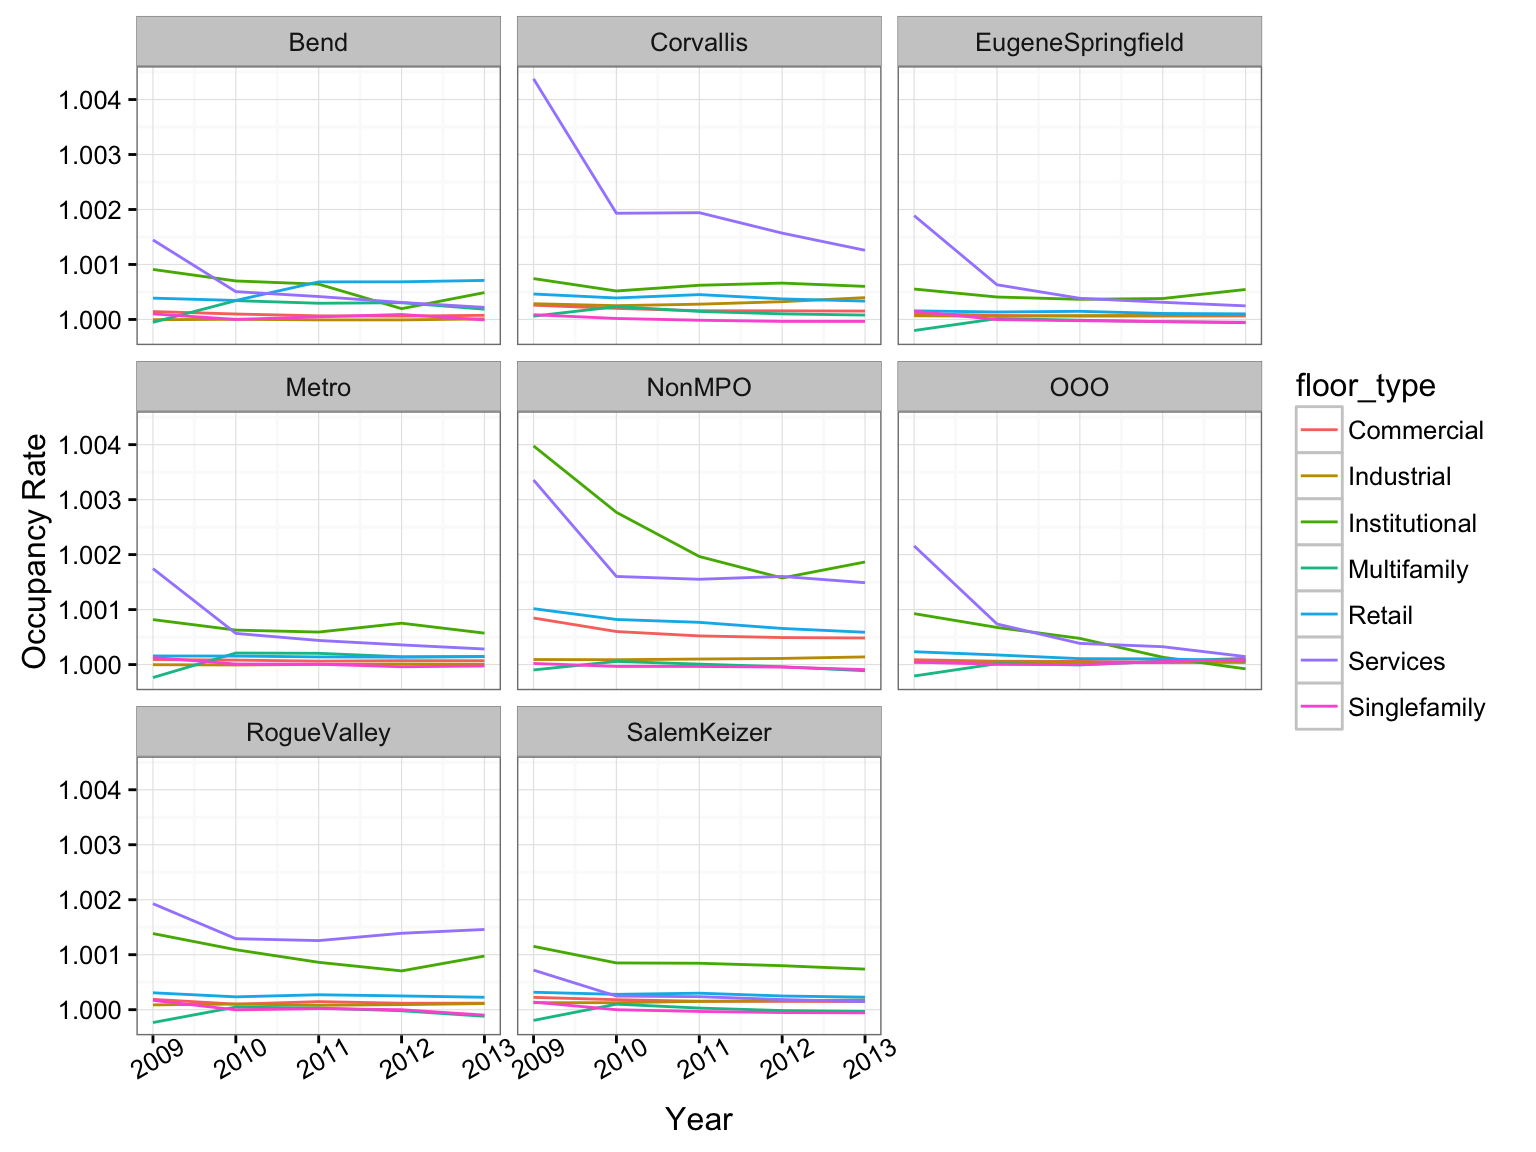 Bend
Corvallis
EugeneSpringfield
1.004
1.003
1.002
1.001
1.000
Metro
NonMPO
OOO
1.004
1.003
1.002
1.001
1.000
RogueValley
SalemKeizer
1.004
1.003
1.002
1.001
1.000
2009 2010 2011 2012 2013 2009 2010 2011 2012 2013
Year
Occupancy Rate
floor_type
Commercial
Industrial
Institutional
Multifamily
Retail
Services
Singlefamily